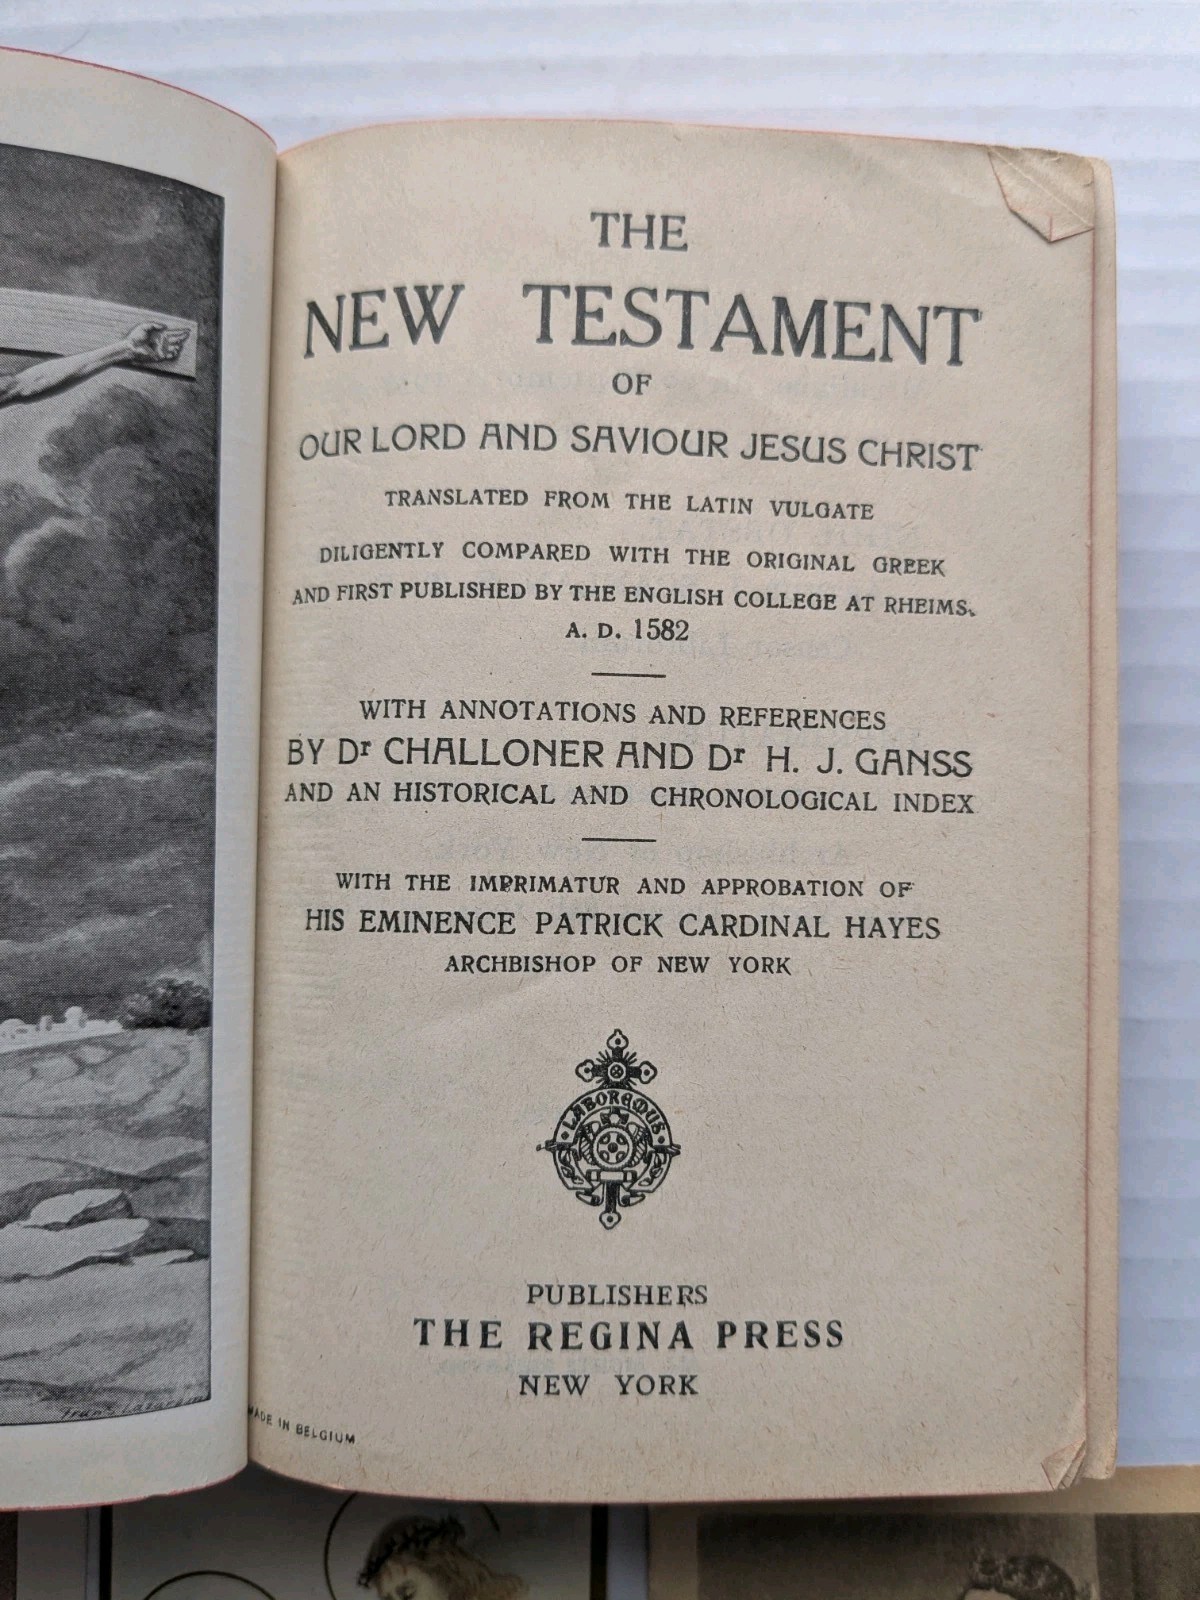 THE
NEW TESTAMENT
OF
OUR LORD AND SAVIOUR JESUS CHRIST
TRANSLATED FROM THE LATIN VULGATE
DILIGENTLY COMPARED WITH THE ORIGINAL GREEK
AND FIRST PUBLISHED BY THE ENGLISH COLLEGE AT RHEIMS.
A. D. 1582
WITH ANNOTATIONS AND REFERENCES
BY Dr CHALLONER AND Dr H. J. GANSS
AND AN HISTORICAL AND CHRONOLOGICAL INDEX
WITH THE IMPRIMATUR AND APPROBATION OF
HIS EMINENCE PATRICK CARDINAL HAYES
ARCHBISHOP OF NEW YORK
LABOREMUS
PUBLISHERS
THE REGINA PRESS
NEW YORK
MADE IN BELGIUM